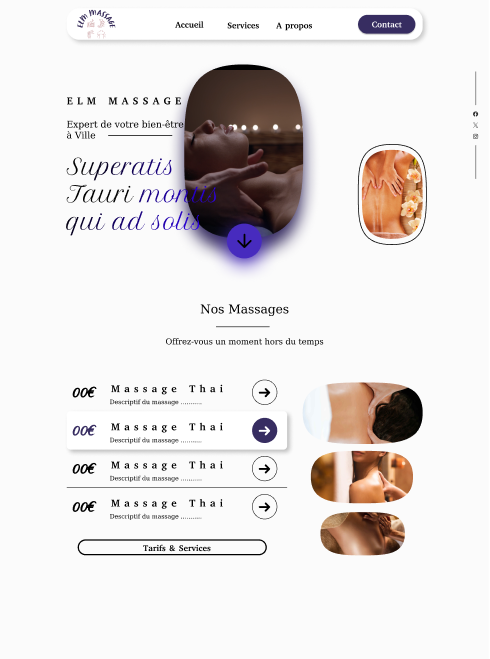 ELM MASSAGE
Accueil
Services
A propos
Contact
ELM MASSAGE
Expert de votre bien-être
à Ville
Superatis
Tauri montis
qui ad solis
Nos Massages
Offrez-vous un moment hors du temps
00€
Massage Thai
Descriptif du massage ...........
00€
Massage Thai
Descriptif du massage ...........
00€
Massage Thai
Descriptif du massage ...........
00€
Massage Thai
Descriptif du massage ...........
Tarifs & Services